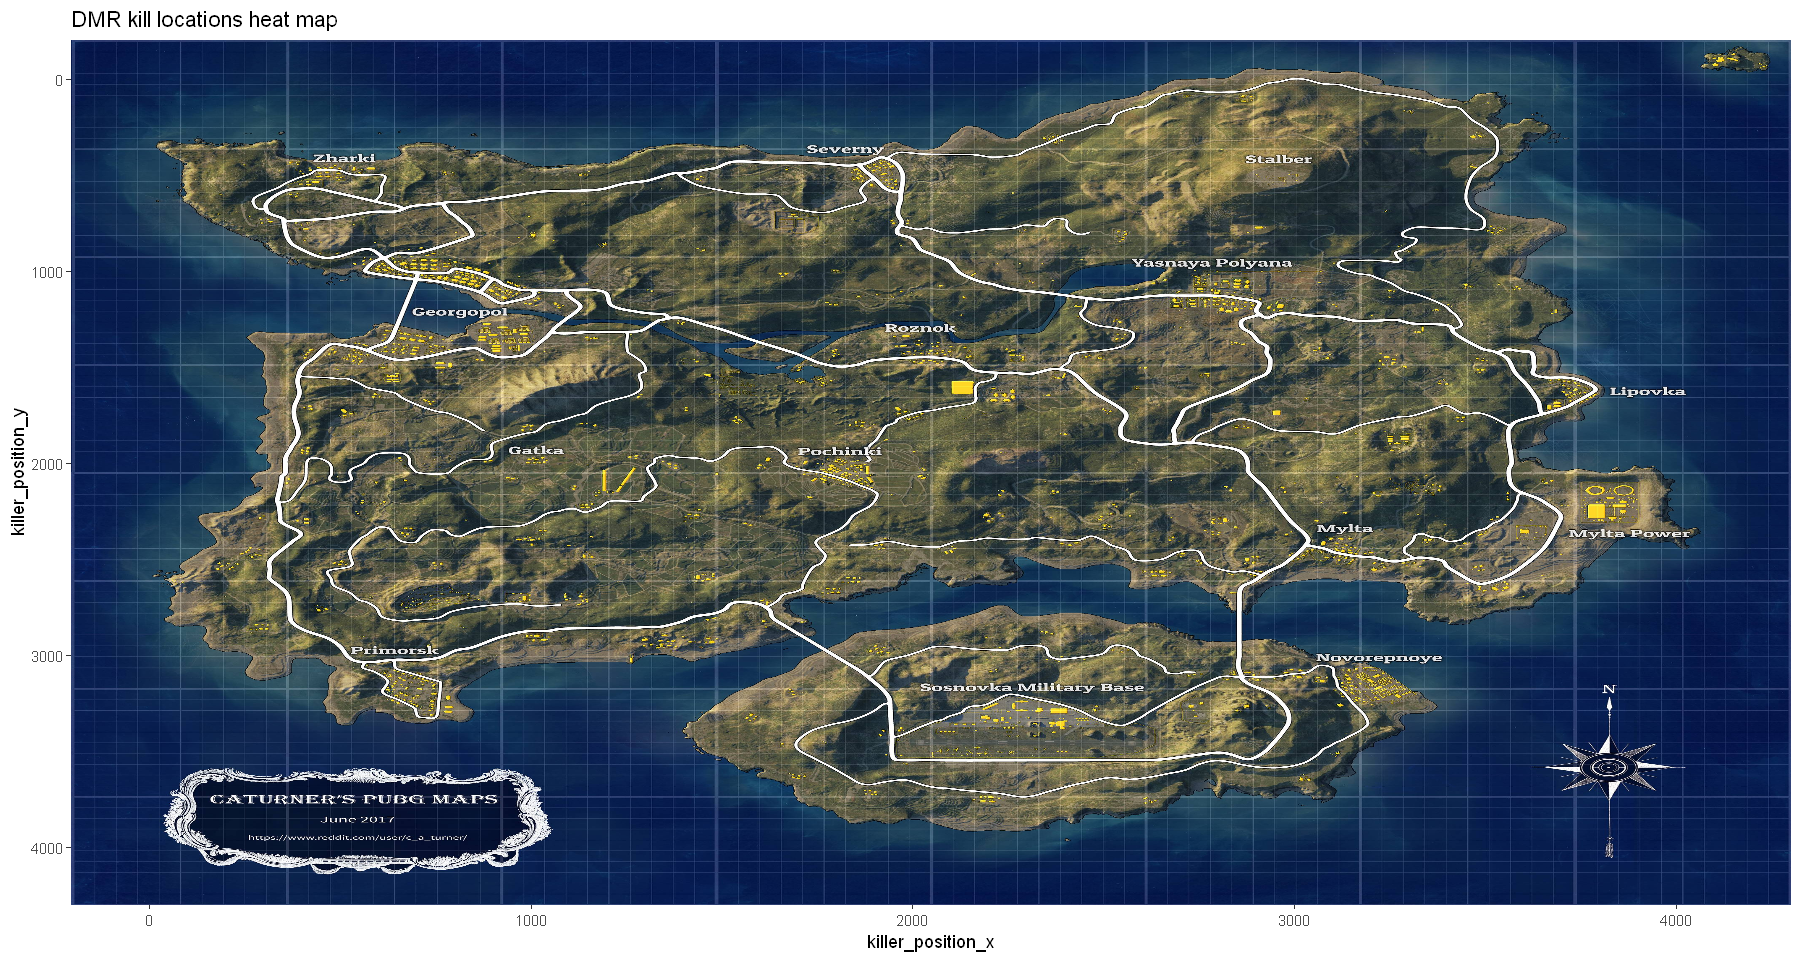 DMR kill locations heat map
0
Severny
Zharki
Stalber
Yasnaya Polyana
1000
Georgopol
Roznok
Lipovka
killer_position_y
Gatka
Pochinki
2000
Mylta
Mylta Power
3000
Primorsk
Novorepnoye
Sosnovka Military Base
N
CATURNER'S PUBG MAPS
June 2017
https://www.reddit.com/user/c_a_turner/
4000
0 1000 2000 3000 4000
killer_position_x